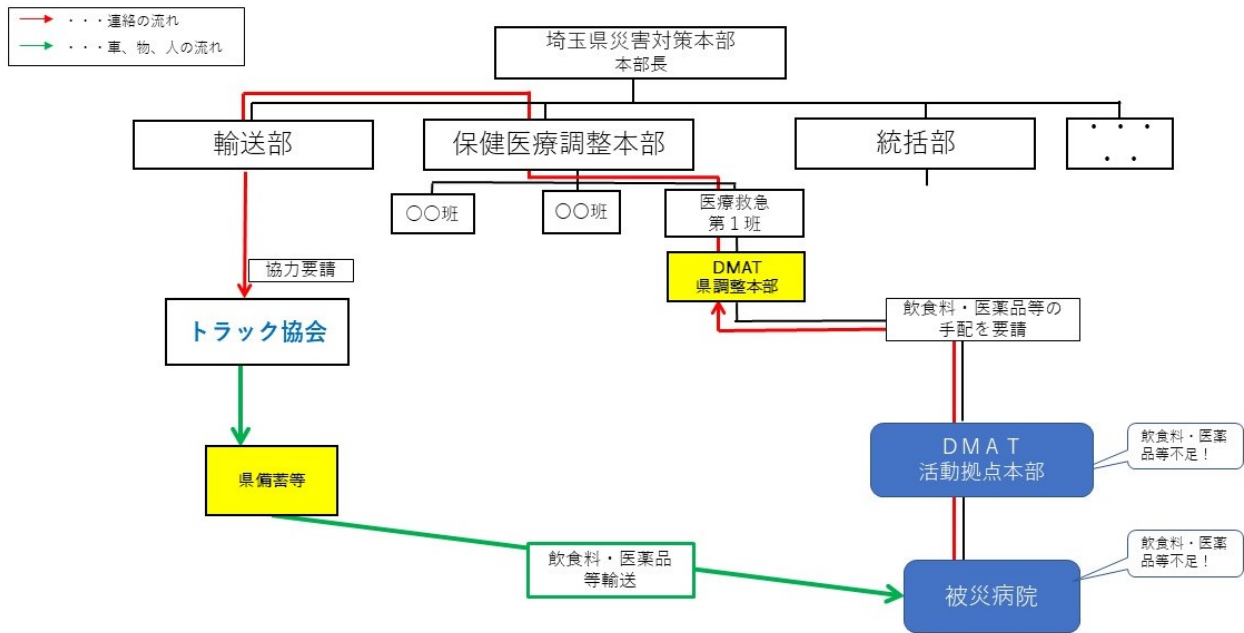 ・・・連絡の流れ
・・・車、物、人の流れ
埼玉県災害対策本部
本部長
輸送部
保健医療調整本部
統括部
・ ・ ・
・ ・
〇〇班
〇〇班
医療救急
第１班
協力要請
DMAT
県調整本部
トラック協会
飲食料・医薬品等の
手配を要請
県備蓄等
ＤＭＡＴ
活動拠点本部
飲食料・医薬
品等不足！
飲食料・医薬品
等輸送
被災病院
飲食料・医薬
品等不足！